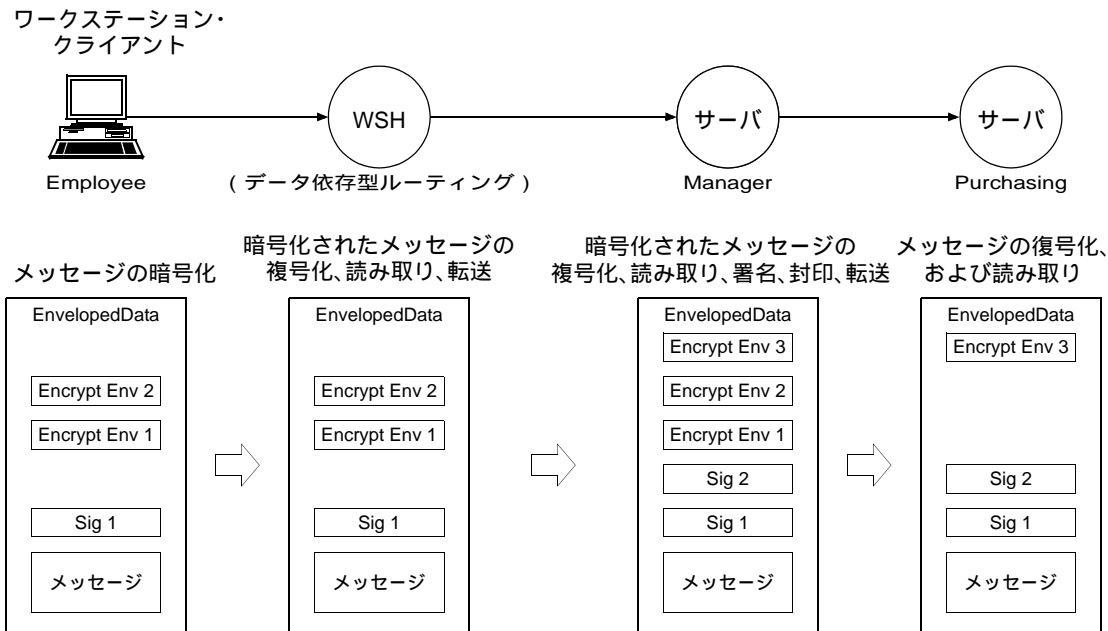 ワークステーション・
クライアント
WSH
サーバ
サーバ
Employee
(データ依存型ルーティング)
Manager
Purchasing
メッセージの暗号化
暗号化されたメッセージの
複号化、読み取り、転送
暗号化されたメッセージの
複号化、読み取り、署名、封印、転送
メッセージの復号化、
および読み取り
EnvelopedData
Encrypt Env 2
Encrypt Env 1
Sig 1
メッセージ
EnvelopedData
Encrypt Env 2
Encrypt Env 1
Sig 1
メッセージ
EnvelopedData
Encrypt Env 3
Encrypt Env 2
Encrypt Env 1
Sig 2
Sig 1
メッセージ
EnvelopedData
Encrypt Env 3
Sig 2
Sig 1
メッセージ